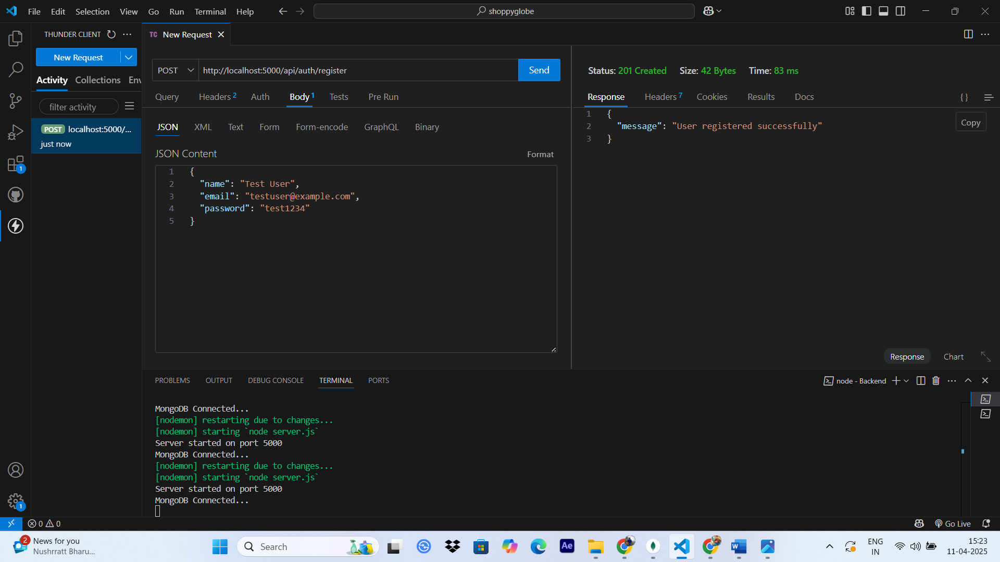 File Edit Selection View Go Run Terminal Help
shoppyglobe
THUNDER CLIENT
New Request
Activity Collections Env
filter activity
POST localhost:5000/...
just now
TC New Request
POST http://localhost:5000/api/auth/register Send
Query Headers 2 Auth Body 1 Tests Pre Run
JSON XML Text Form Form-encode GraphQL Binary
JSON Content Format
1 {
2 "name": "Test User",
3 "email": "testuser@example.com",
4 "password": "test1234"
5 }
Status: 201 Created Size: 42 Bytes Time: 83 ms
Response Headers 7 Cookies Results Docs { }
1 {
2 "message": "User registered successfully"
3 }
Copy
Response Chart
PROBLEMS OUTPUT DEBUG CONSOLE TERMINAL PORTS
node - Backend
MongoDB Connected...
[nodemon] restarting due to changes...
[nodemon] starting `node server.js`
Server started on port 5000
MongoDB Connected...
[nodemon] restarting due to changes...
[nodemon] starting `node server.js`
Server started on port 5000
MongoDB Connected...
1
1
0 0
Go Live
2
News for you
Nushrratt Bharu...
Search
Ae
W
ENG
IN
15:23
11-04-2025